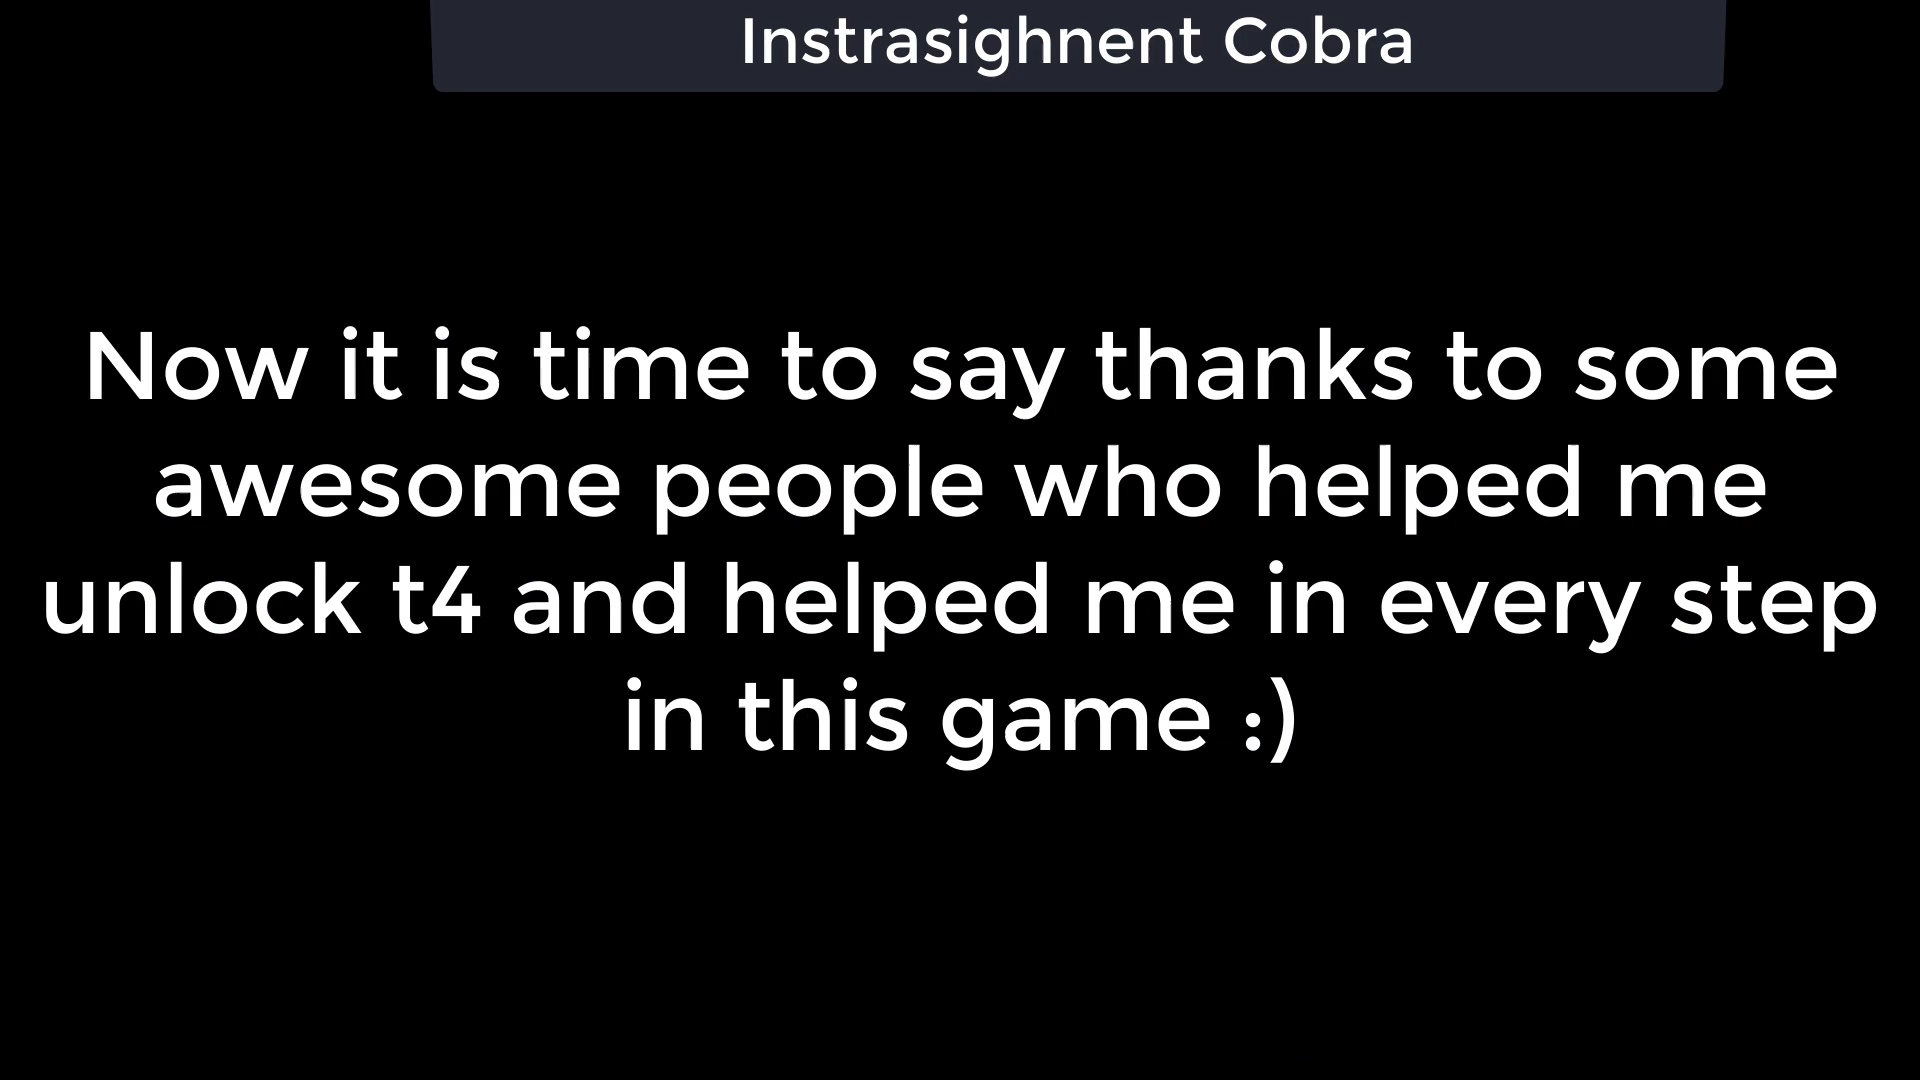 Instrasighnent Cobra
Now it is time to say thanks to some
awesome people who helped me
unlock t4 and helped me in every step
in this game :)